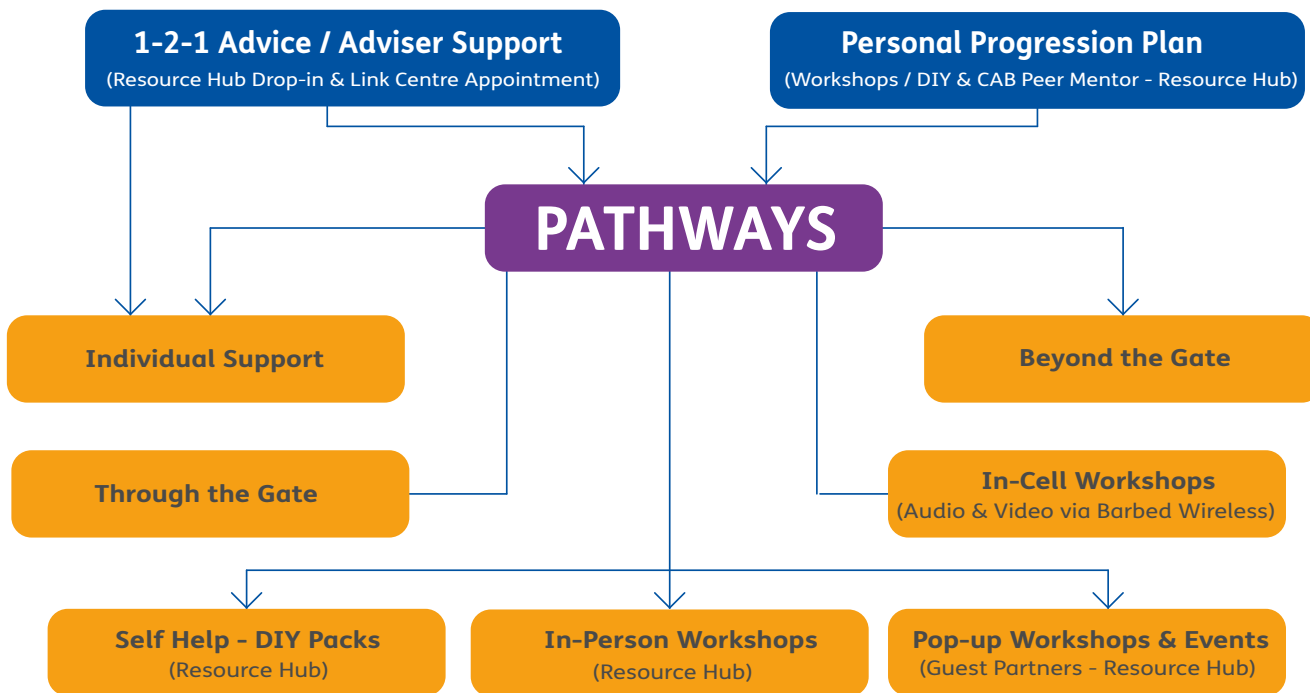 1-2-1 Advice / Adviser Support
(Resource Hub Drop-in & Link Centre Appointment)
Personal Progression Plan
(Workshops / DIY & CAB Peer Mentor - Resource Hub)
PATHWAYS
Individual Support
Beyond the Gate
Through the Gate
In-Cell Workshops
(Audio & Video via Barbed Wireless)
Self Help - DIY Packs
(Resource Hub)
In-Person Workshops
(Resource Hub)
Pop-up Workshops & Events
(Guest Partners - Resource Hub)